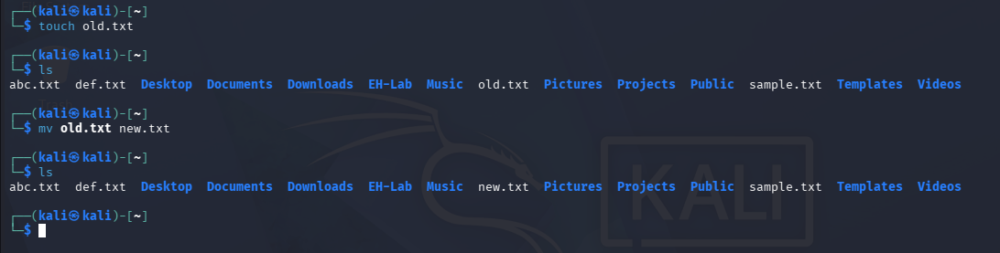 ┌──(kali㉿kali)-[~]
└─$ touch old.txt
┌──(kali㉿kali)-[~]
└─$ ls
abc.txt  def.txt  Desktop  Documents  Downloads  EH-Lab  Music  old.txt  Pictures  Projects  Public  sample.txt  Templates  Videos
┌──(kali㉿kali)-[~]
└─$ mv old.txt new.txt
┌──(kali㉿kali)-[~]
└─$ ls
abc.txt  def.txt  Desktop  Documents  Downloads  EH-Lab  Music  new.txt  Pictures  Projects  Public  sample.txt  Templates  Videos
┌──(kali㉿kali)-[~]
└─$
KALI